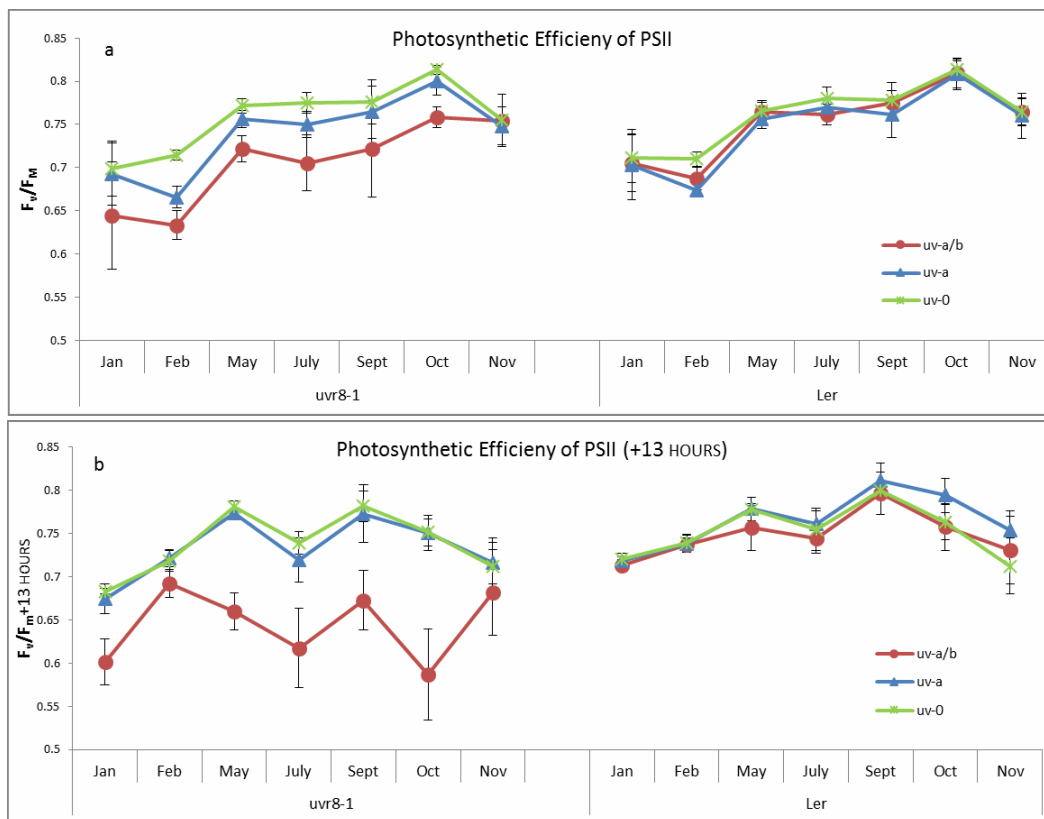 a
Photosynthetic Efficieny of PSII
0.85
0.8
0.75
0.7
0.65
0.6
0.55
0.5
Fv/FM
uv-a/b
uv-a
uv-0
Jan Feb May July Sept Oct Nov Jan Feb May July Sept Oct Nov
uvr8-1 Ler
b
Photosynthetic Efficieny of PSII (+13 HOURS)
0.85
0.8
0.75
0.7
0.65
0.6
0.55
0.5
Fv/Fm+13 HOURS
uv-a/b
uv-a
uv-0
Jan Feb May July Sept Oct Nov Jan Feb May July Sept Oct Nov
uvr8-1 Ler